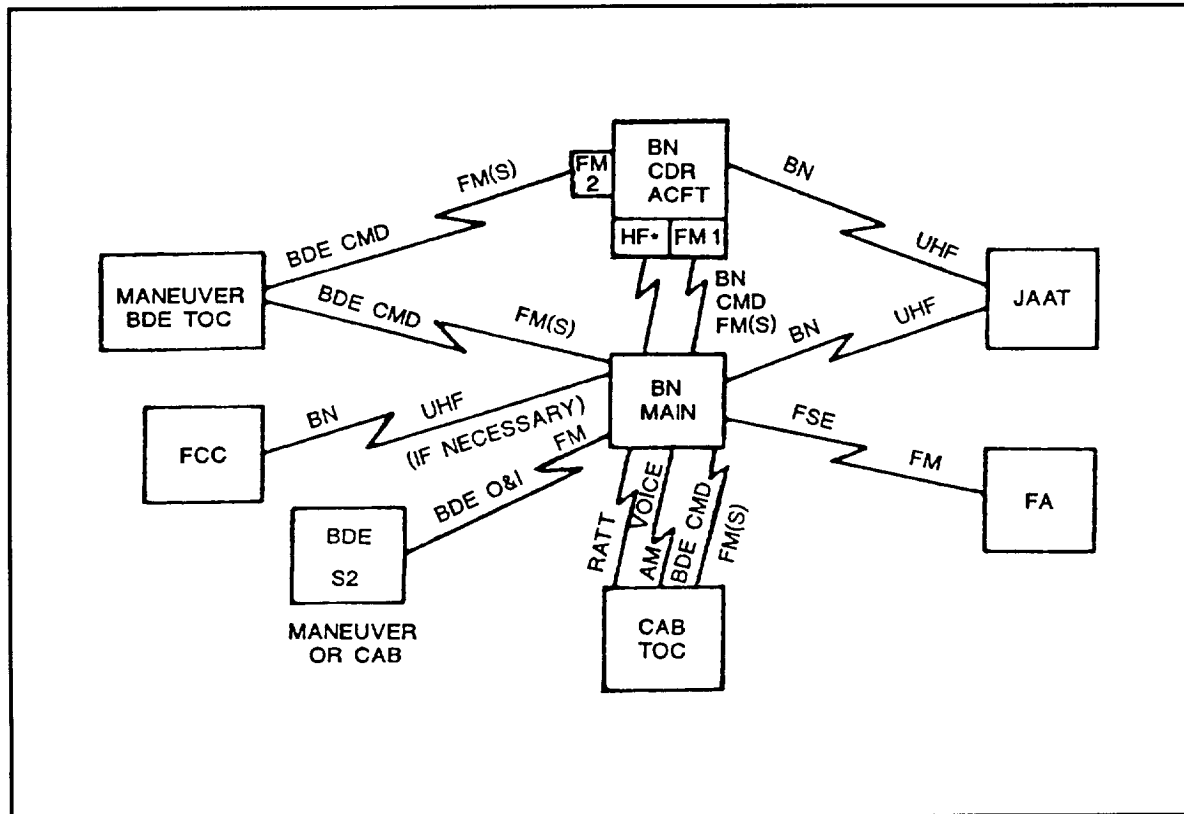 BN
CDR
ACFT
FM
2
HF*
FM 1
FM(S)
BDE CMD
BN
UHF
MANEUVER
BDE TOC
BDE CMD
FM(S)
BN
CMD
FM(S)
JAAT
BN
UHF
BN
MAIN
FCC
BN
UHF
(IF NECESSARY)
FSE
FM
FA
BDE O&I
FM
BDE
S2
MANEUVER
OR CAB
RATT
VOICE
AM
BDE CMD
FM(S)
CAB
TOC